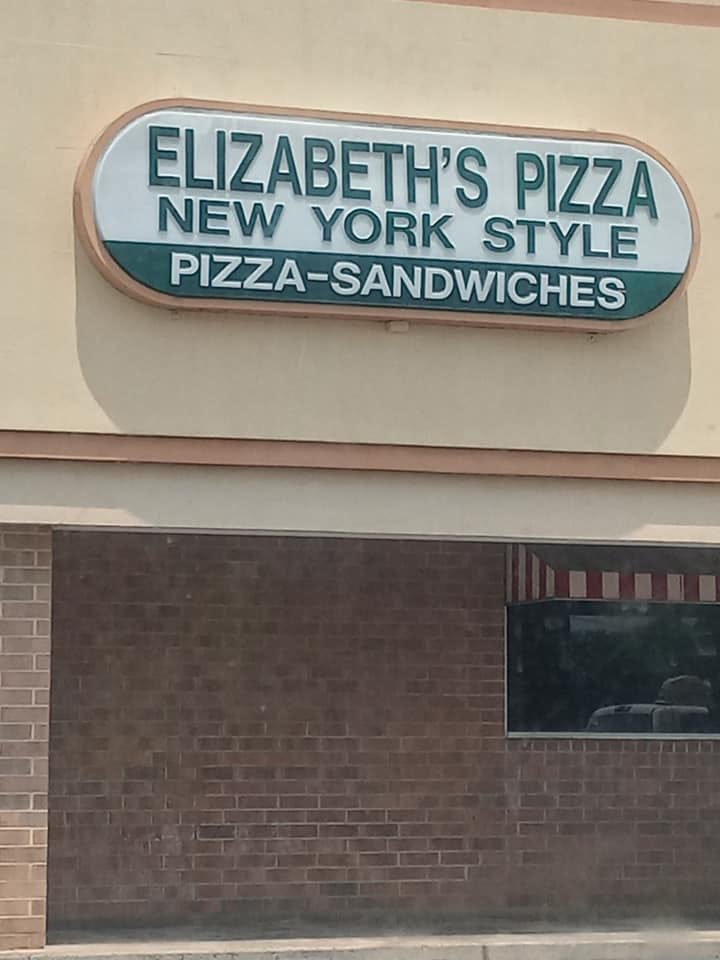 ELIZABETH'S PIZZA
NEW YORK STYLE
PIZZA-SANDWICHES